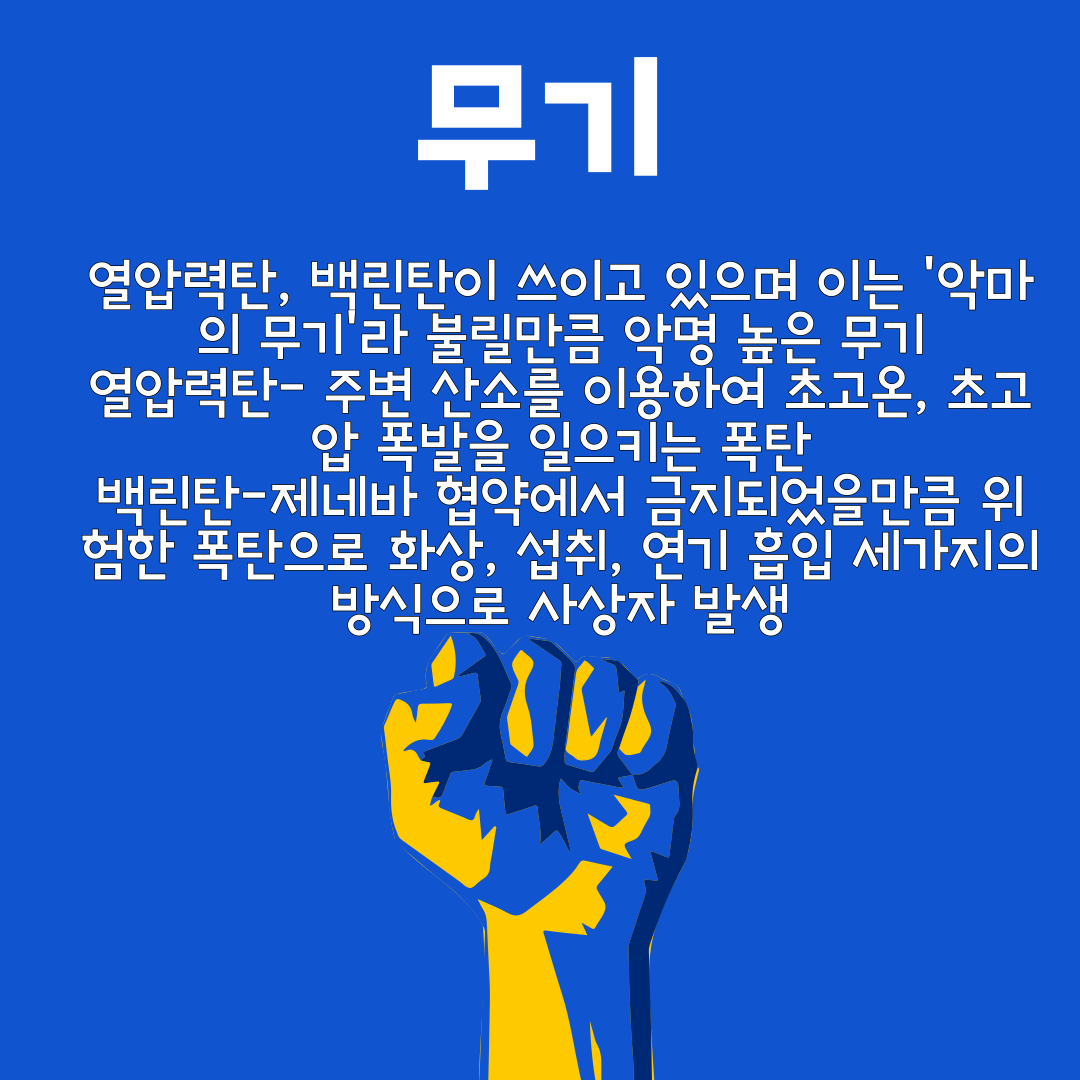 무기
열압력탄, 백린탄이 쓰이고 있으며 이는 '악마
의 무기'라 불릴만큼 악명 높은 무기
열압력탄- 주변 산소를 이용하여 초고온, 초고
압 폭발을 일으키는 폭탄
백린탄-제네바 협약에서 금지되었을만큼 위
험한 폭탄으로 화상, 섭취, 연기 흡입 세가지의
방식으로 사상자 발생